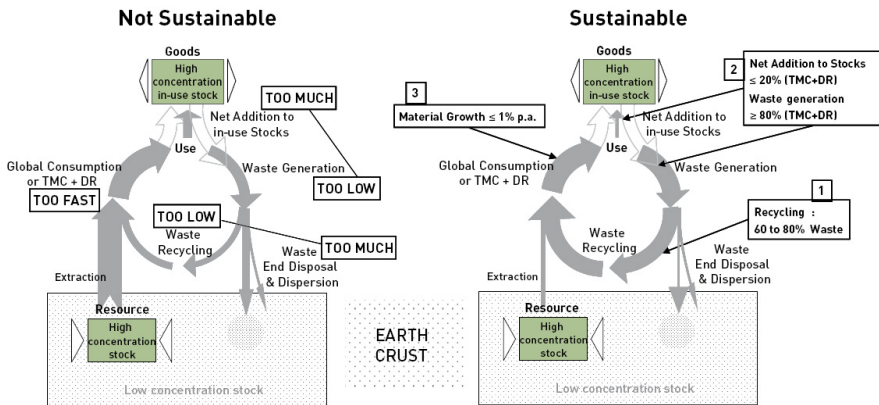 Not Sustainable
Goods
High
concentration
in-use stock
TOO MUCH
Net Addition to
in-use Stocks
Use
Waste Generation
Global Consumption
or TMC + DR
TOO FAST
TOO LOW
TOO LOW
Waste
Recycling
TOO MUCH
Waste
End Disposal
& Dispersion
Extraction
Resource
High
concentration
stock
Low concentration stock
EARTH
CRUST
Sustainable
Goods
High
concentration
in-use stock
2
Net Addition to Stocks
≤ 20% (TMC+DR)
Waste generation
≥ 80% (TMC+DR)
3
Material Growth ≤ 1% p.a.
Net Addition to
in-use Stocks
Use
Waste Generation
Global Consumption
or TMC + DR
1
Recycling :
60 to 80% Waste
Waste
Recycling
Waste
End Disposal
& Dispersion
Extraction
Resource
High
concentration
stock
Low concentration stock